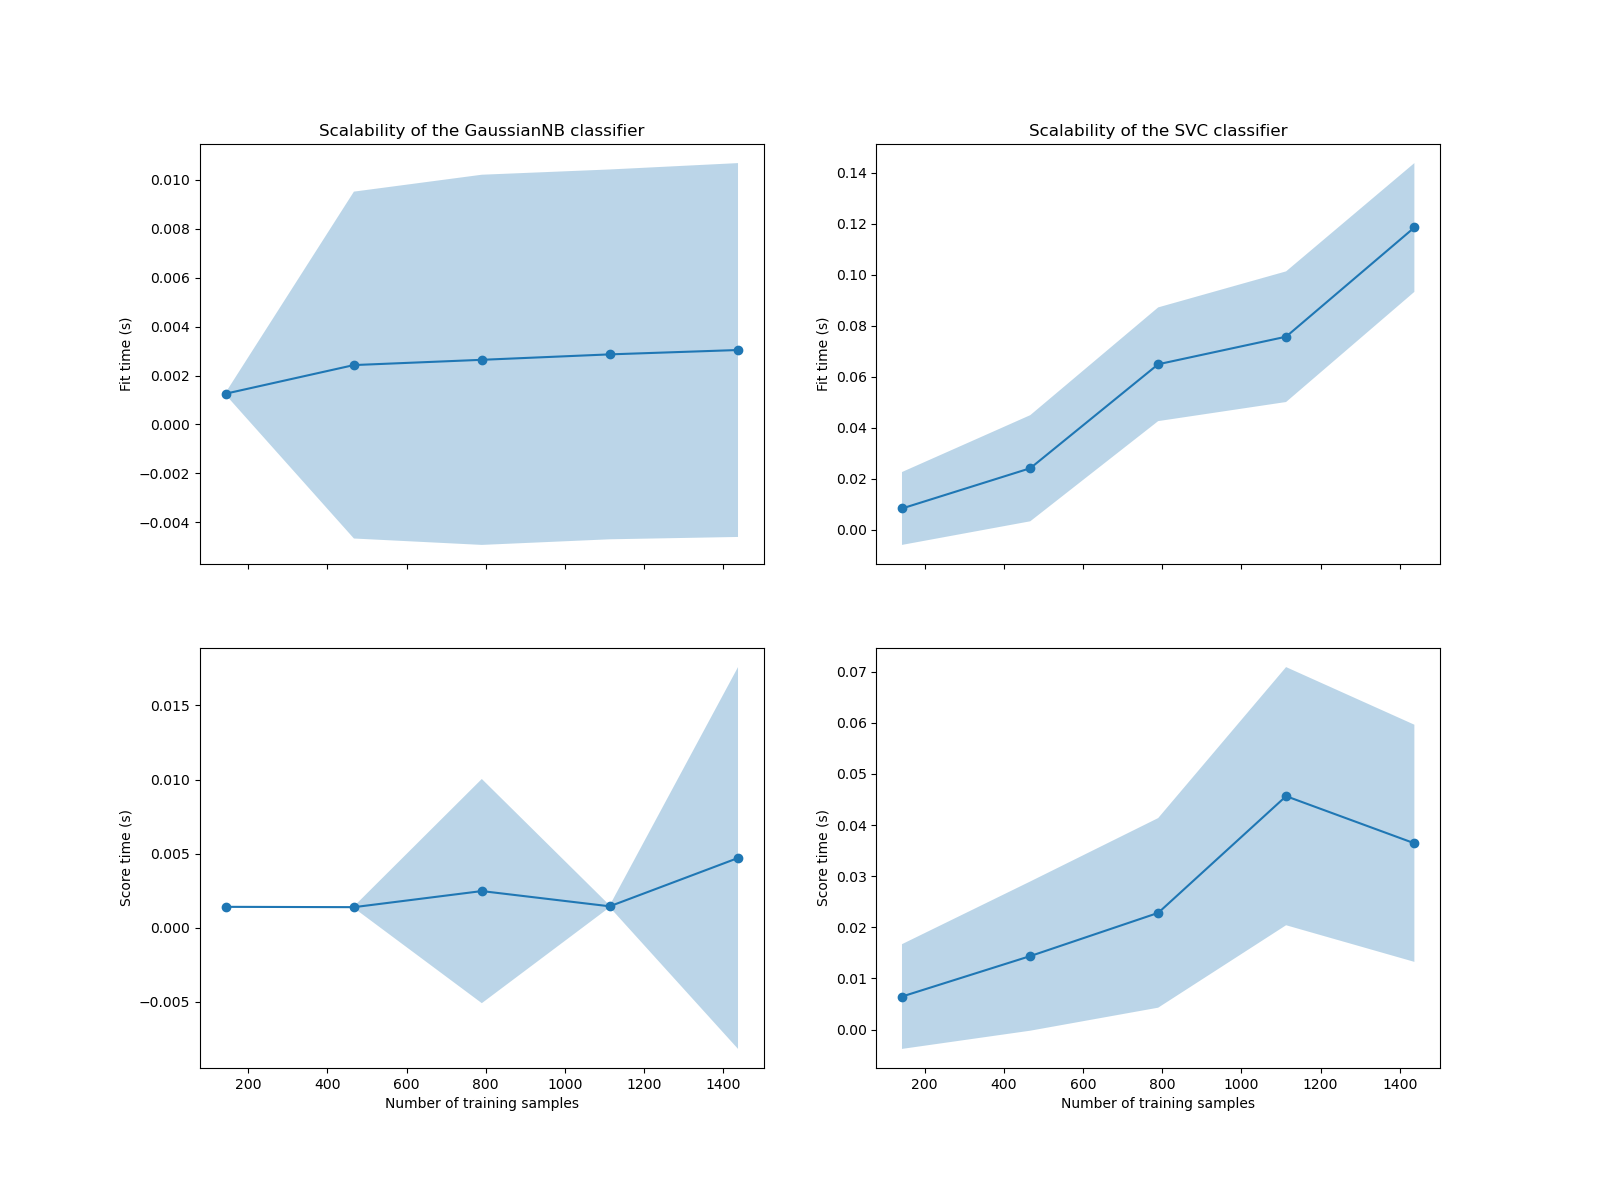 Scalability of the GaussianNB classifier
Scalability of the SVC classifier
0.010
0.008
0.006
0.004
0.002
0.000
−0.002
−0.004
Fit time (s)
0.14
0.12
0.10
0.08
0.06
0.04
0.02
0.00
Fit time (s)
0.015
0.010
0.005
0.000
−0.005
Score time (s)
200 400 600 800 1000 1200 1400
Number of training samples
0.07
0.06
0.05
0.04
0.03
0.02
0.01
0.00
Score time (s)
200 400 600 800 1000 1200 1400
Number of training samples